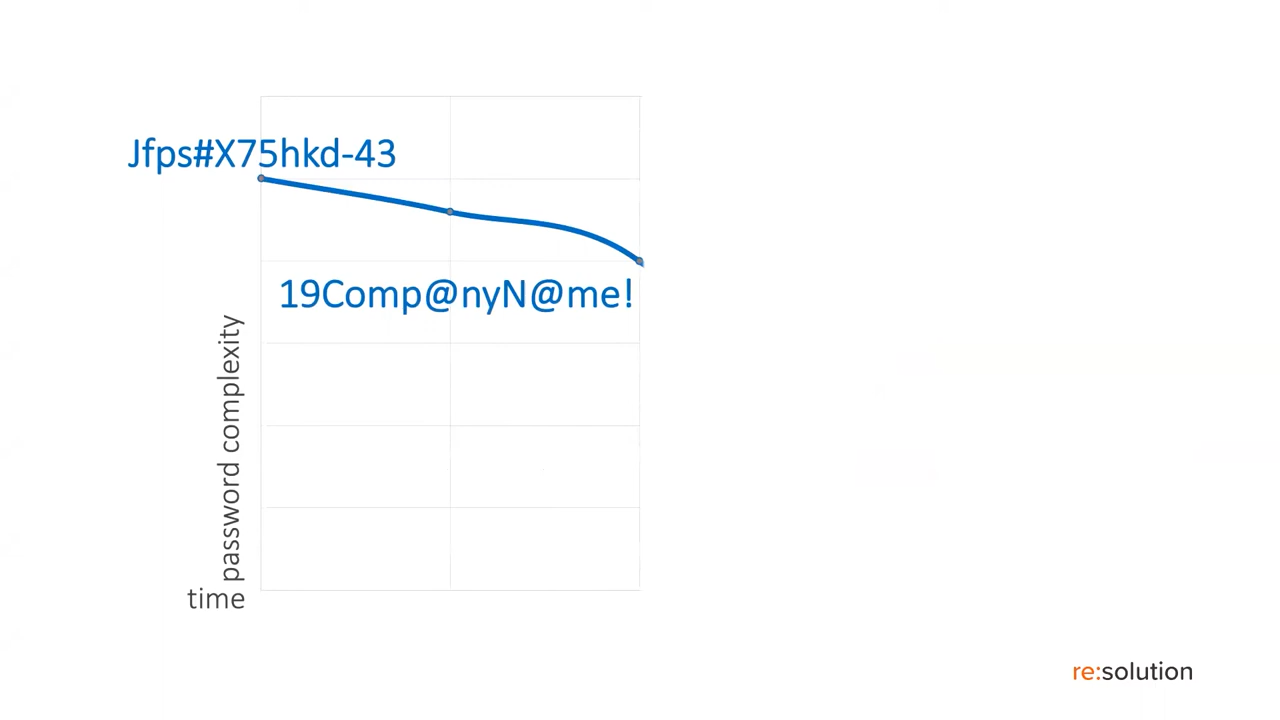 Jfps#X75hkd-43
19Comp@nyN@me!
password complexity
time
re:solution